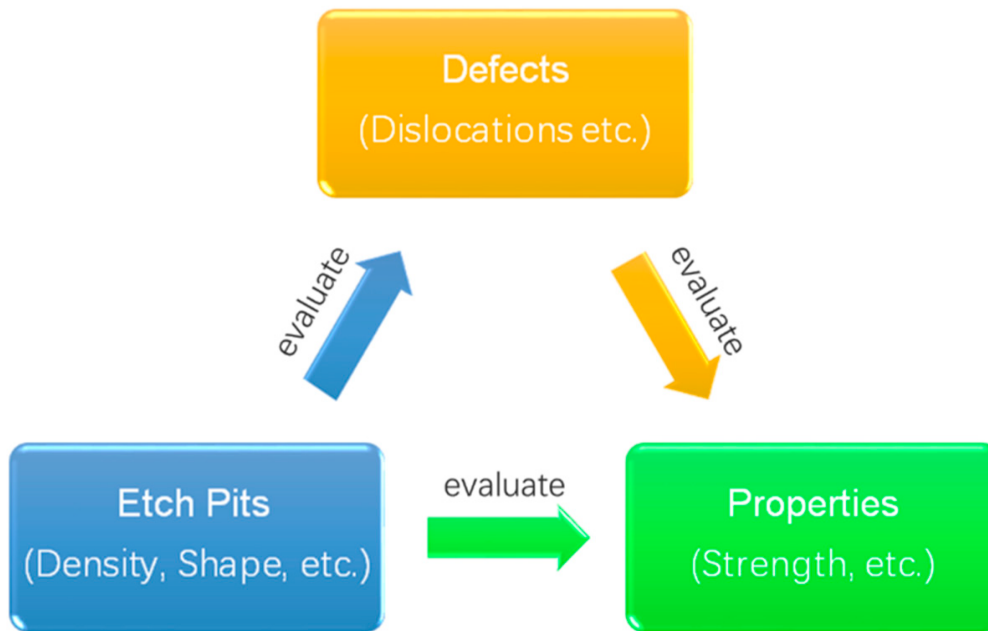 Defects
(Dislocations etc.)
evaluate
evaluate
Etch Pits
(Density, Shape, etc.)
evaluate
Properties
(Strength, etc.)